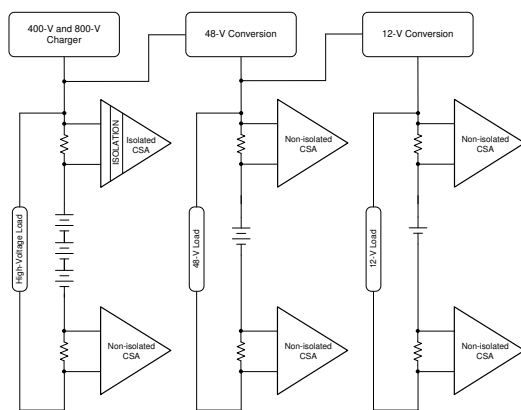 400-V and 800-V
Charger
48-V Conversion
12-V Conversion
ISOLATION
Isolated
CSA
Non-isolated
CSA
Non-isolated
CSA
High-Voltage Load
48-V Load
12-V Load
Non-isolated
CSA
Non-isolated
CSA
Non-isolated
CSA